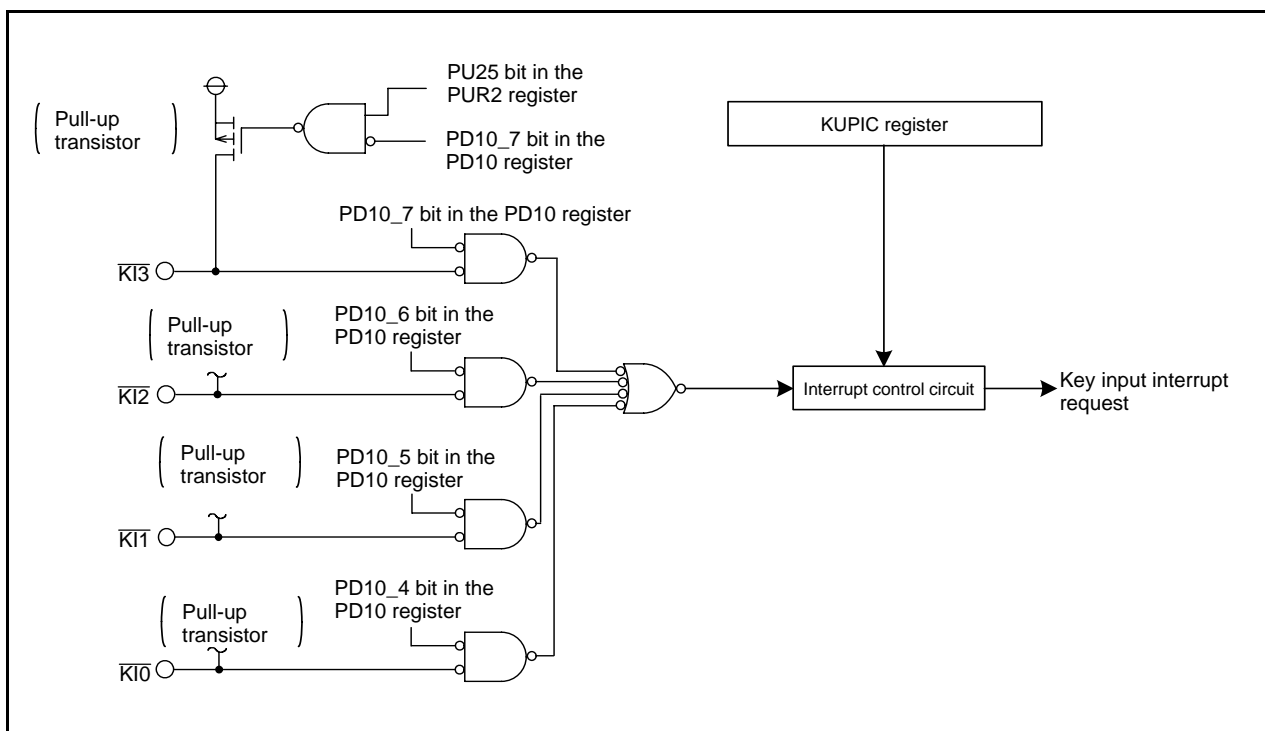 PU25 bit in the
PUR2 register
Pull-up
transistor
PD10_7 bit in the
PD10 register
KUPIC register
PD10_7 bit in the PD10 register
KI3
Pull-up
transistor
PD10_6 bit in the
PD10 register
KI2
Interrupt control circuit
Key input interrupt
request
Pull-up
transistor
PD10_5 bit in the
PD10 register
KI1
Pull-up
transistor
PD10_4 bit in the
PD10 register
KI0